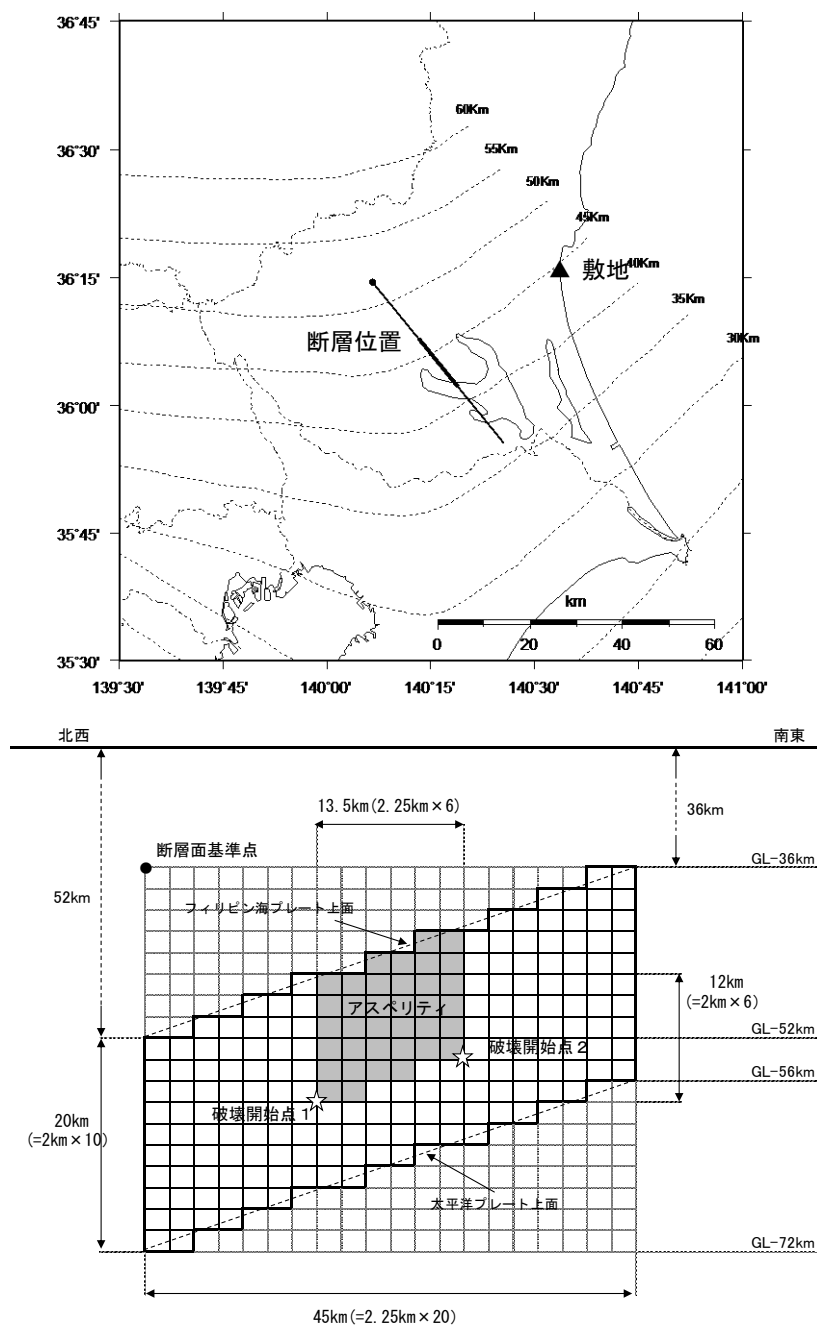 36°45'
60Km
55Km
36°30'
50Km
45Km
敷地
40Km
36°15'
35Km
断層位置
30Km
36°00'
35°45'
km
0 20 40 60
35°30'
139°30' 139°45' 140°00' 140°15' 140°30' 140°45' 141°00'
北西
南東
13.5km(2.25km×6)
36km
断層面基準点
GL-36km
52km
フィリピン海プレート上面
アスペリティ
12km
(=2km×6)
GL-52km
破壊開始点2
GL-56km
破壊開始点1
20km
(=2km×10)
太平洋プレート上面
GL-72km
45km(=2.25km×20)